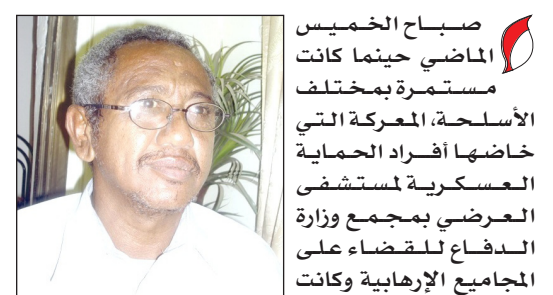 صباح الخميس
الماضي حينما كانت
مستمرة بمختلف
الأسلحة، المعركة التي
خاضها أفراد الحماية
العسكرية لمستشفى
العرضي بمجمع وزارة
الدفاع للقضاء على
المجاميع الإرهابية وكانت